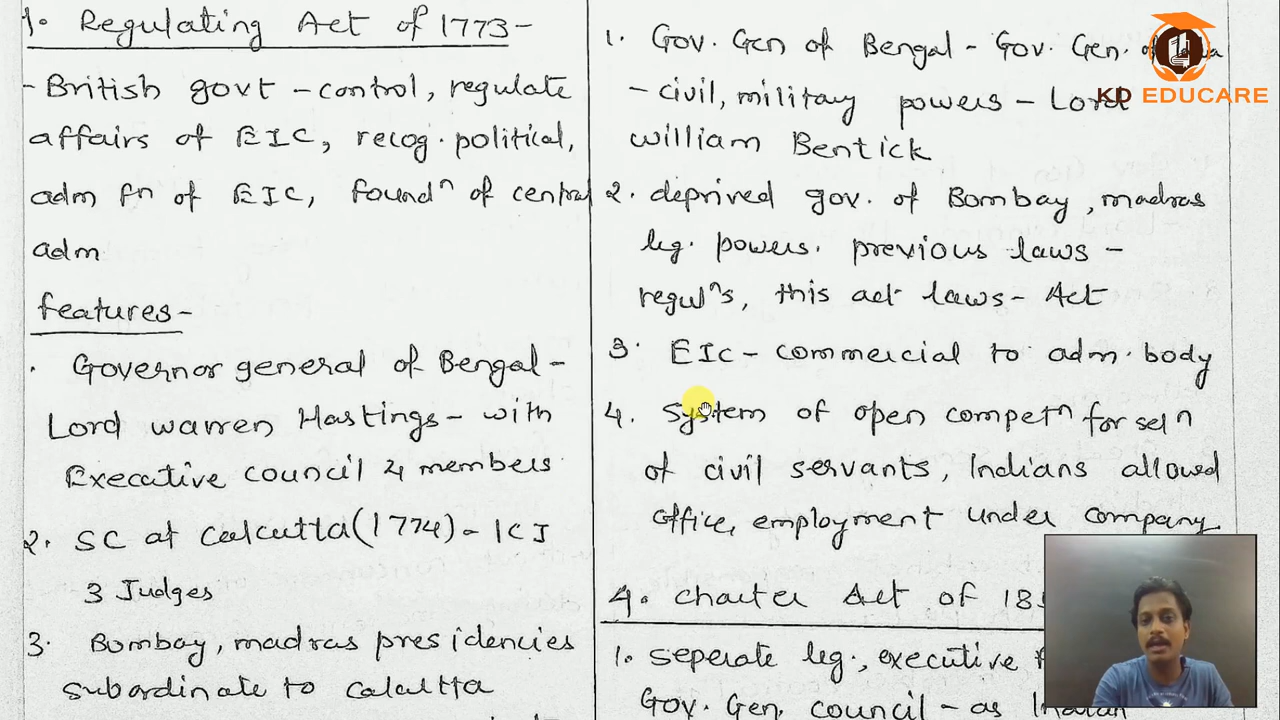 1. Regulating Act of 1773-
- British govt - control, regulate
affairs of EIC, recog. political,
adm fn of EIC, foundn of central
adm
features-
. Governor general of Bengal -
Lord warren Hastings - with
Executive council 4 members
2. SC at Calcutta (1774) - 1CJ
3 Judges
3. Bombay, madras presidencies
subordinate to calcutta
1. Gov. Gen of Bengal - Gov. Gen. of
- civil, military powers - Lord
william Bentick
2. deprived gov. of Bombay, madras
leg. powers. previous laws -
reguln's, this act laws - Act
3. EIC - commercial to adm. body
4. System of open competn for seln
of civil servants, Indians allowed
office, employment under company
4. charter Act of 185
1. seperate leg., executive
Gov. Gen. council - as Indian
KD EDUCARE